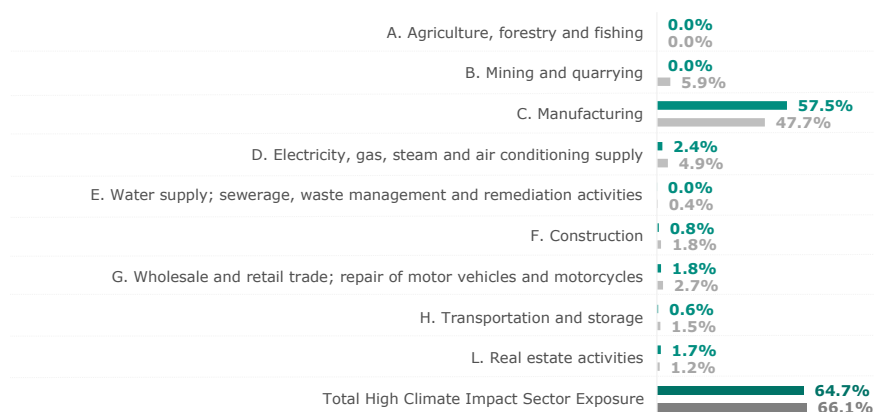 A. Agriculture, forestry and fishing
0.0%
0.0%
B. Mining and quarrying
0.0%
5.9%
C. Manufacturing
57.5%
47.7%
D. Electricity, gas, steam and air conditioning supply
2.4%
4.9%
E. Water supply; sewerage, waste management and remediation activities
0.0%
0.4%
F. Construction
0.8%
1.8%
G. Wholesale and retail trade; repair of motor vehicles and motorcycles
1.8%
2.7%
H. Transportation and storage
0.6%
1.5%
L. Real estate activities
1.7%
1.2%
Total High Climate Impact Sector Exposure
64.7%
66.1%